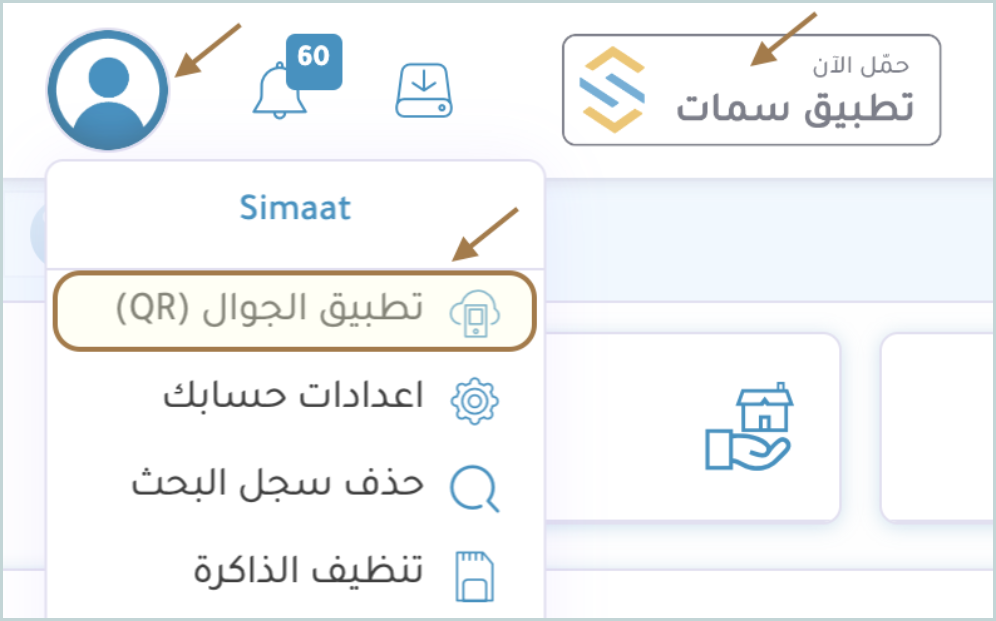 حمّل الآن
تطبيق سمات
60
Simaat
تطبيق الجوال (QR)
اعدادات حسابك
حذف سجل البحث
تنظيف الذاكرة